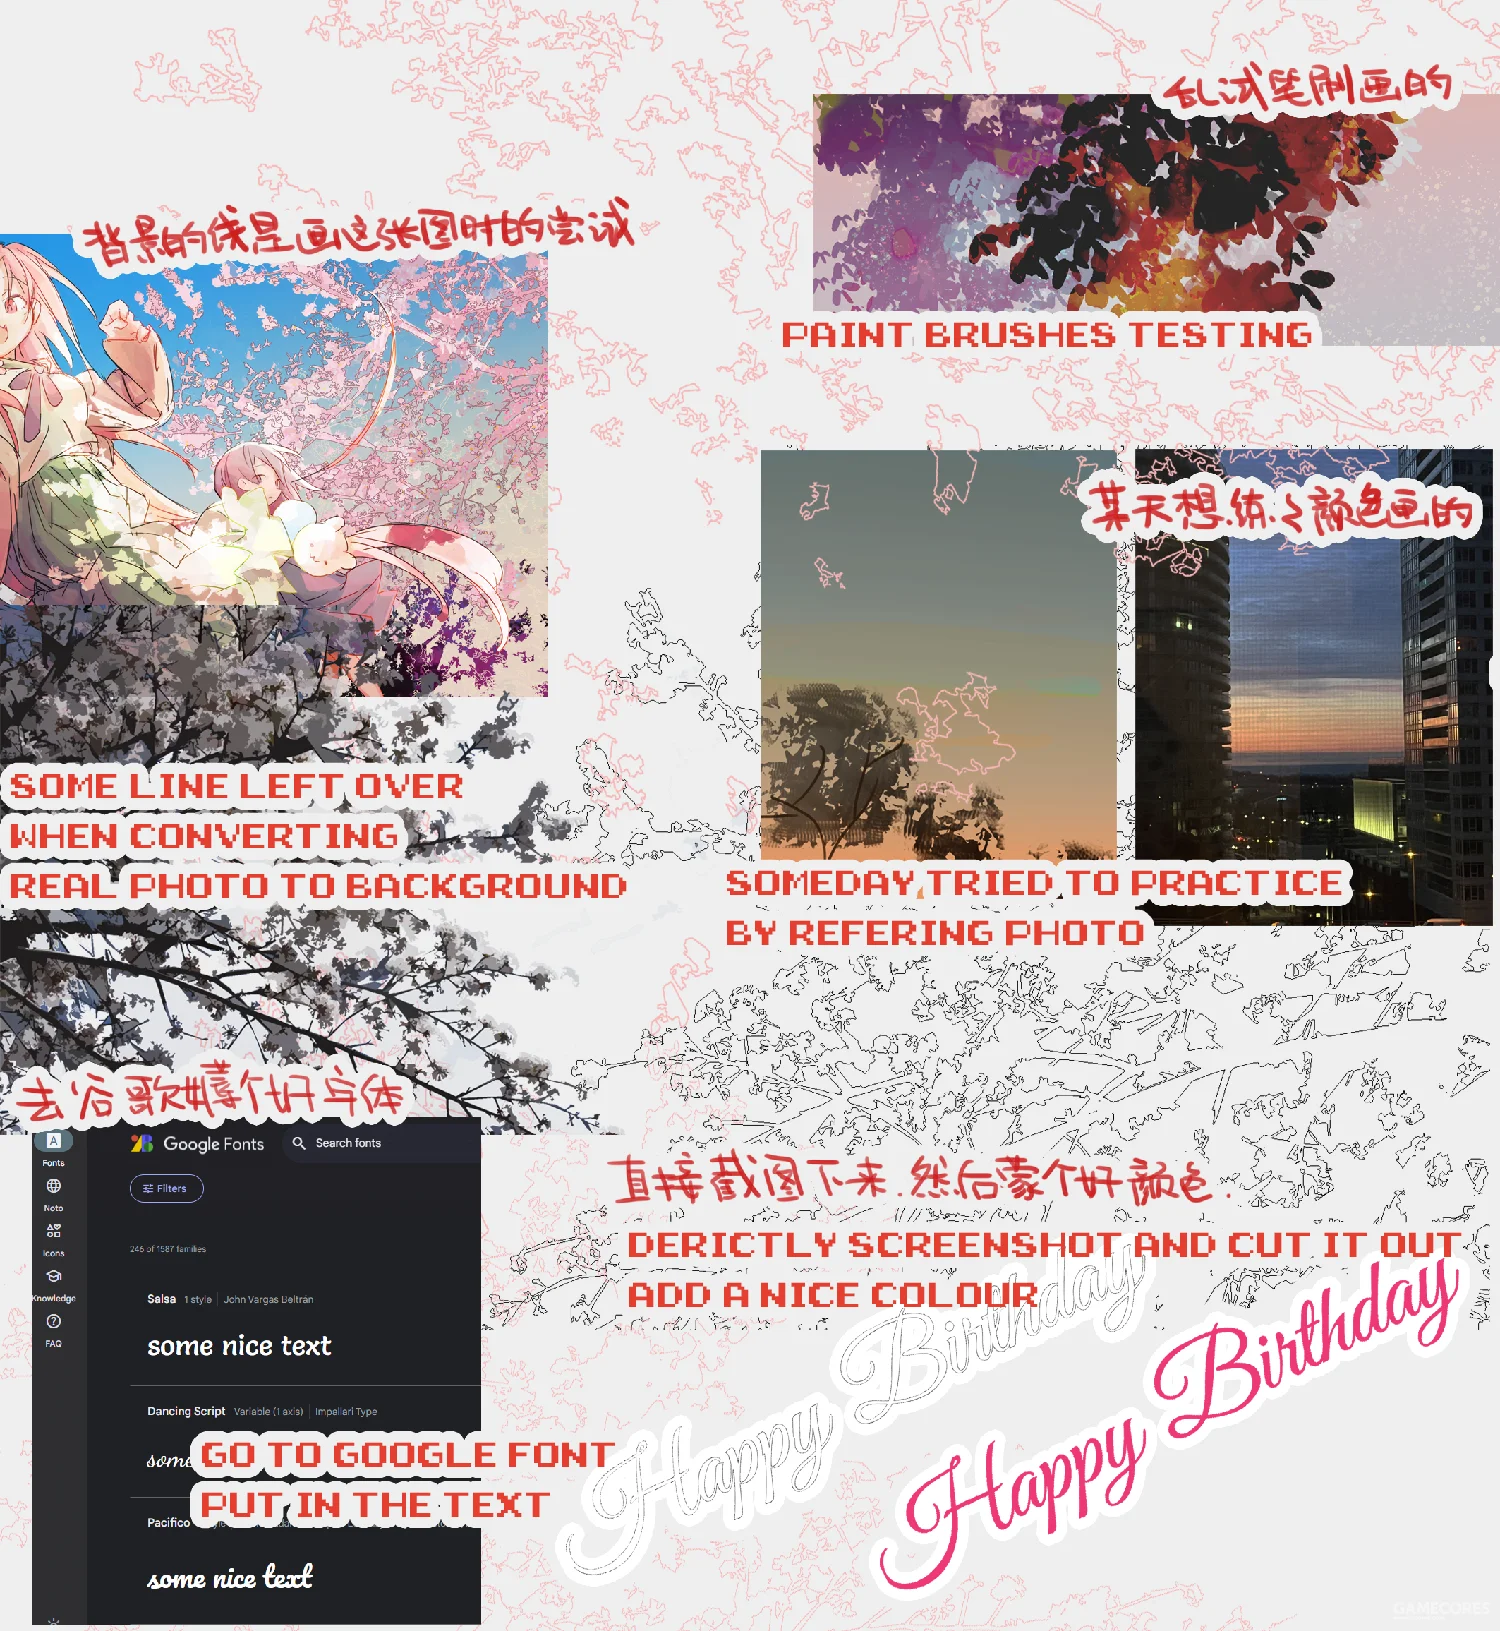 乱试笔刷画的
PAINT BRUSHES TESTING
背景的线是画这张图时的尝试
SOME LINE LEFT OVER
WHEN CONVERTING
REAL PHOTO TO BACKGROUND
某天想练练颜色画的
SOMEDAY TRIED TO PRACTICE
BY REFERING PHOTO
去谷歌嫖个好字体
A
Fonts
Noto
Icons
Knowledge
FAQ
Google Fonts
Search fonts
Filters
246 of 1587 families
Salsa 1 style | John Vargas Beltrán
some nice text
Dancing Script Variable (1 axis) | Impallari Type
some
GO TO GOOGLE FONT
PUT IN THE TEXT
Pacifico
some nice text
直接截图下来.然后蒙个好颜色.
DERICTLY SCREENSHOT AND CUT IT OUT
ADD A NICE COLOUR
Happy Birthday
Happy Birthday
GAMECORES